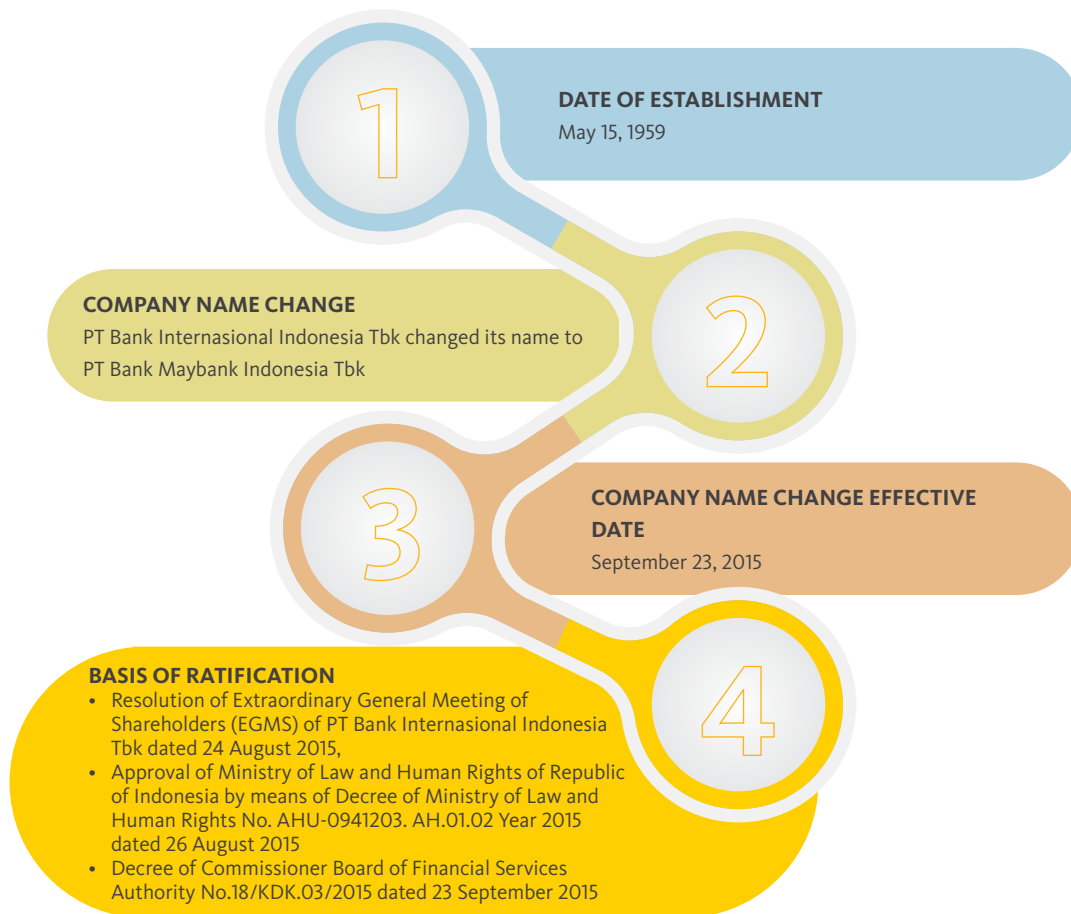 1
DATE OF ESTABLISHMENT
May 15, 1959
2
COMPANY NAME CHANGE
PT Bank Internasional Indonesia Tbk changed its name to
PT Bank Maybank Indonesia Tbk
3
COMPANY NAME CHANGE EFFECTIVE
DATE
September 23, 2015
4
BASIS OF RATIFICATION
• Resolution of Extraordinary General Meeting of
Shareholders (EGMS) of PT Bank Internasional Indonesia
Tbk dated 24 August 2015,
• Approval of Ministry of Law and Human Rights of Republic
of Indonesia by means of Decree of Ministry of Law and
Human Rights No. AHU-0941203. AH.01.02 Year 2015
dated 26 August 2015
• Decree of Commissioner Board of Financial Services
Authority No.18/KDK.03/2015 dated 23 September 2015